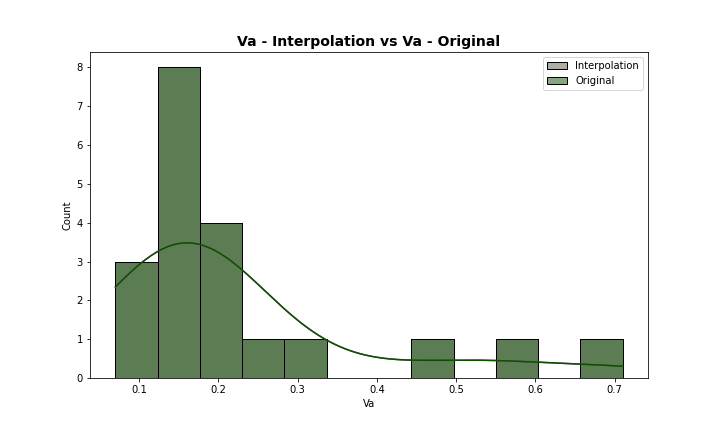 Va - Interpolation vs Va - Original
Interpolation
Original
Count
8
7
6
5
4
3
2
1
0
0.1 0.2 0.3 0.4 0.5 0.6 0.7
Va